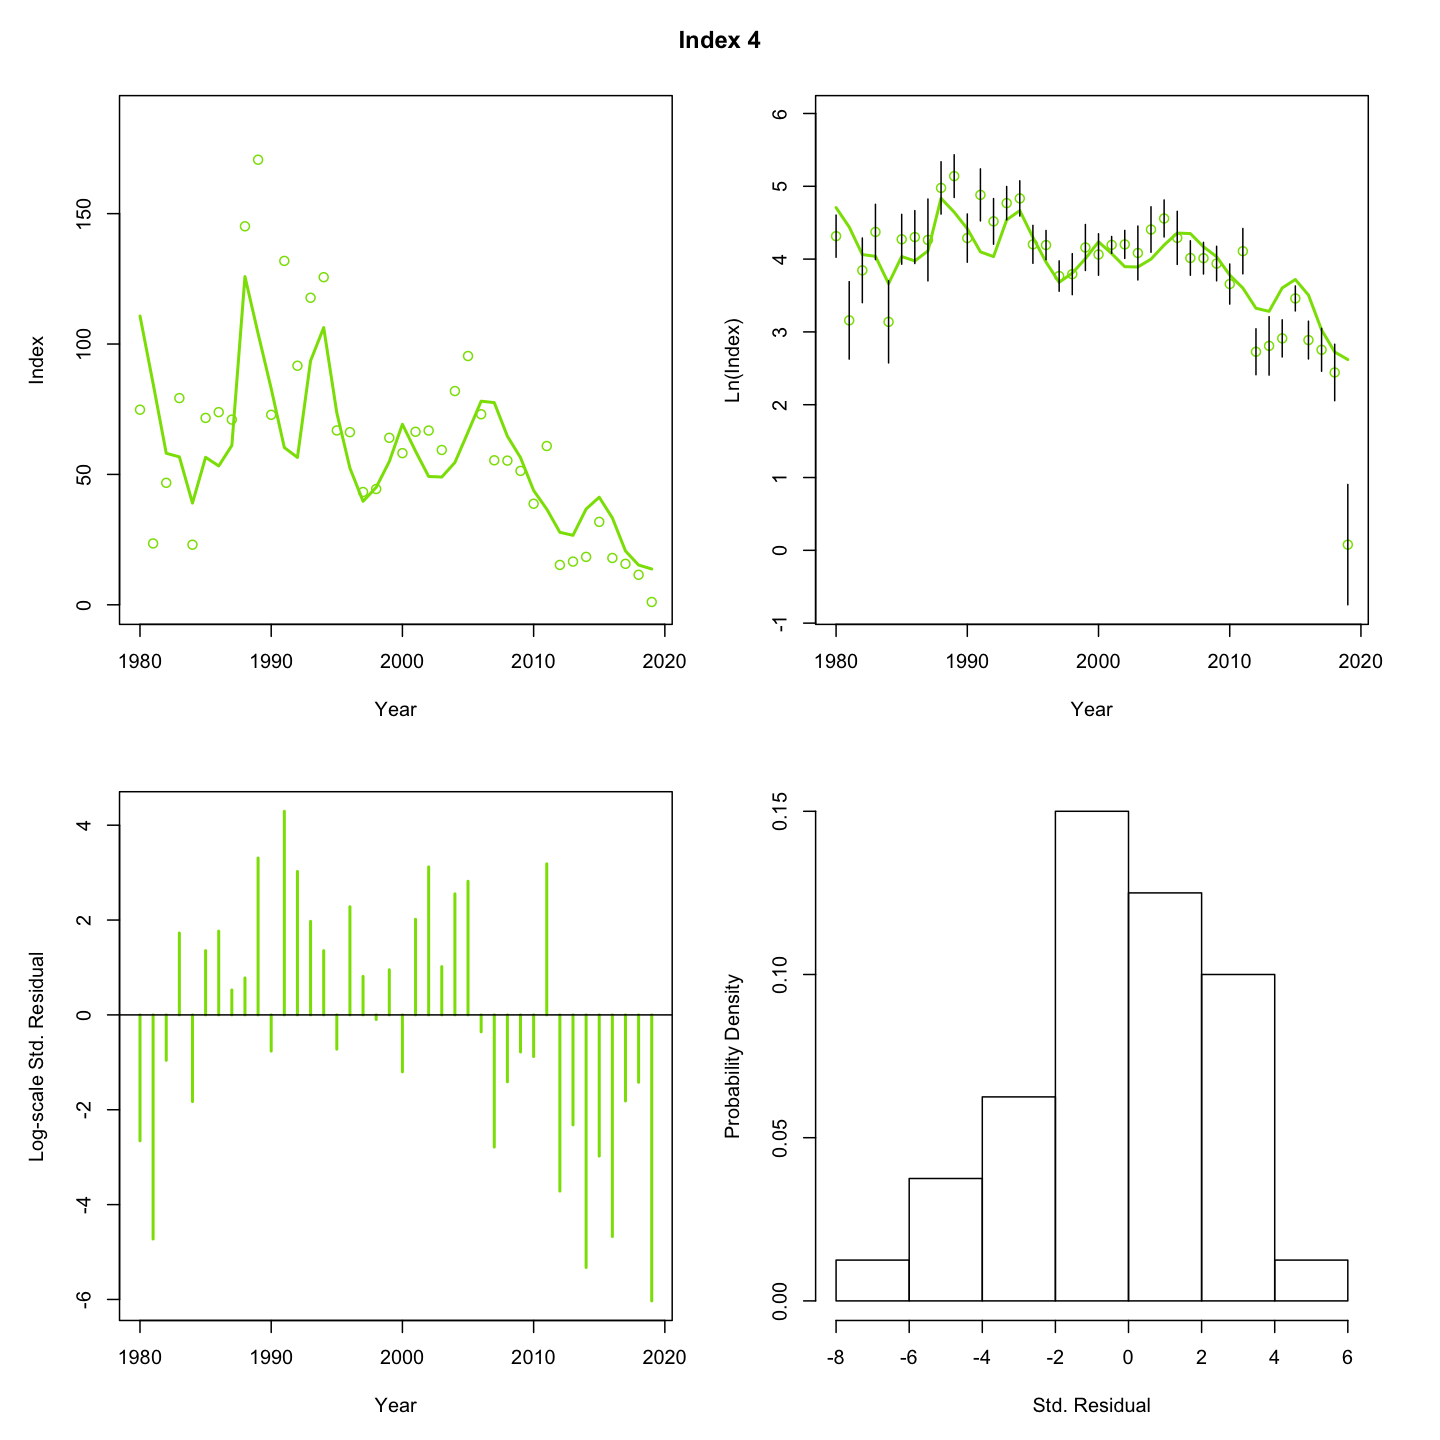 Index 4
Index
0
50
100
150
1980 1990 2000 2010 2020
Year
Ln(Index)
-1
0
1
2
3
4
5
6
1980 1990 2000 2010 2020
Year
Log-scale Std. Residual
-6
-4
-2
0
2
4
1980 1990 2000 2010 2020
Year
Probability Density
0.00
0.05
0.10
0.15
-8 -6 -4 -2 0 2 4 6
Std. Residual